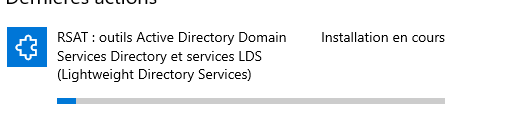 Dernières actions
RSAT : outils Active Directory Domain
Services Directory et services LDS
(Lightweight Directory Services)
Installation en cours